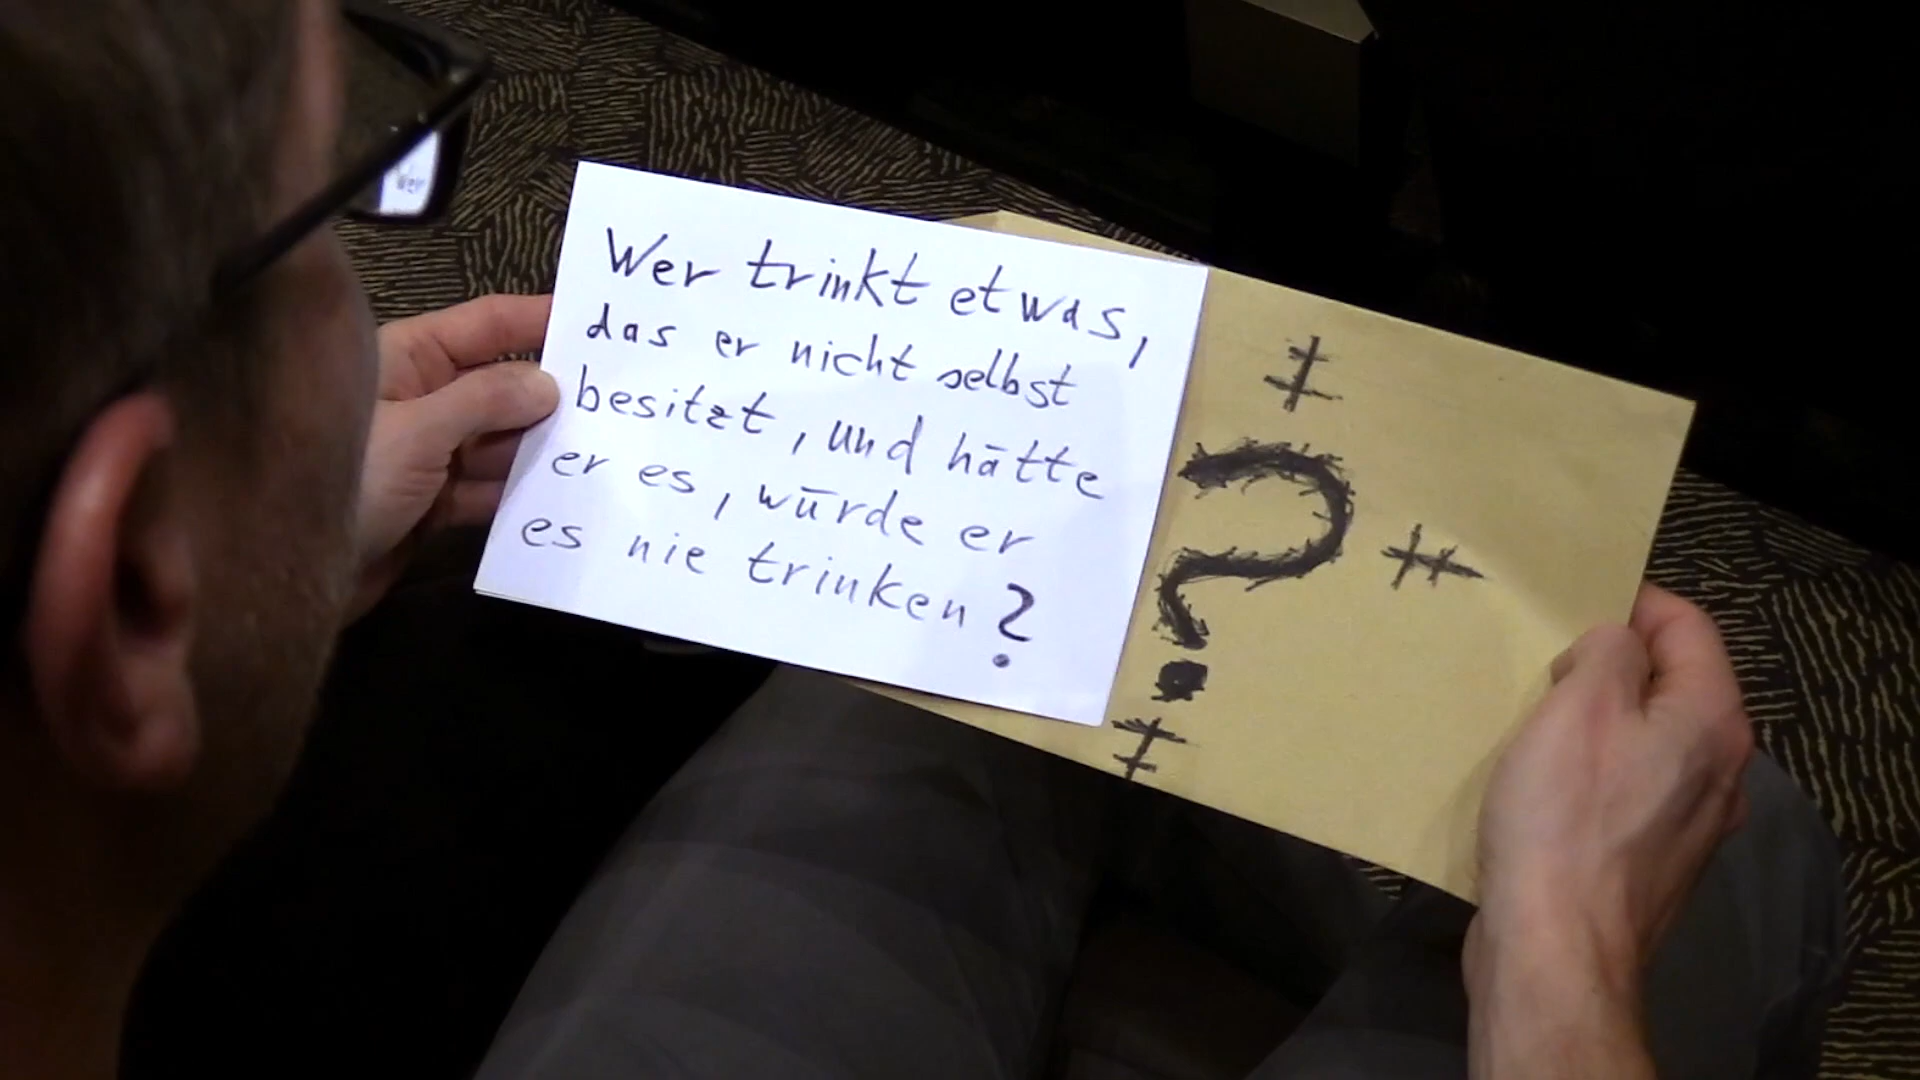 Wer trinkt etwas,
das er nicht selbst
besitzt, und hätte
er es, würde er
es nie trinken?
?